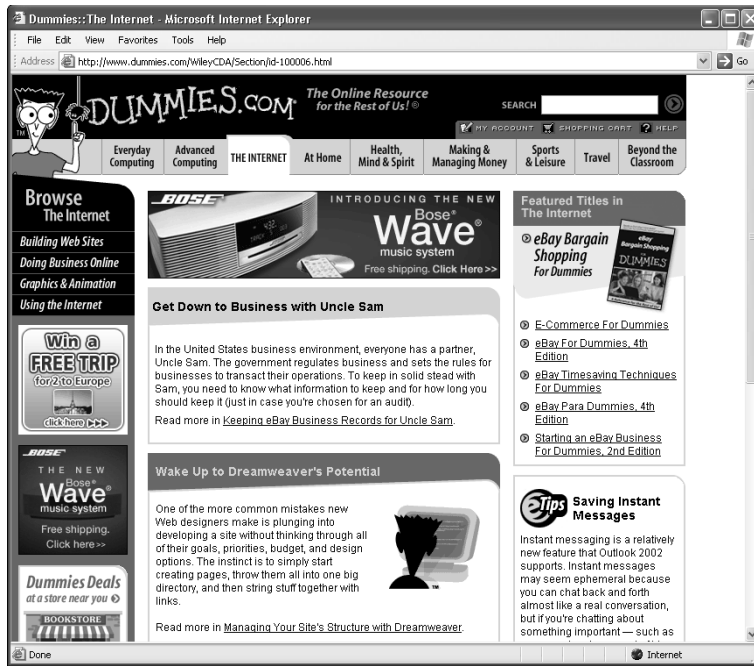 Dummies::The Internet - Microsoft Internet Explorer
File Edit View Favorites Tools Help
Address http://www.dummies.com/WileyCDA/Section/id-100006.html Go
DUMMIES.COM
TM
The Online Resource
for the Rest of Us! ®
SEARCH
MY ACCOUNT SHOPPING CART ? HELP
Everyday
Computing
Advanced
Computing
THE INTERNET
At Home
Health,
Mind & Spirit
Making &
Managing Money
Sports
& Leisure
Travel
Beyond the
Classroom
Browse
The Internet
Building Web Sites
Doing Business Online
Graphics & Animation
Using the Internet
Win a
FREE TRIP
for 2 to Europe
click here
BOSE
THE NEW
Bose®
Wave®
music system
Free shipping.
Click here >>
Dummies Deals
at a store near you
BOOKSTORE
BOSE
INTRODUCING THE NEW
Bose®
Wave®
music system
Free shipping. Click Here >>
Get Down to Business with Uncle Sam
In the United States business environment, everyone has a partner,
Uncle Sam. The government regulates business and sets the rules for
businesses to transact their operations. To keep in solid stead with
Sam, you need to know what information to keep and for how long you
should keep it (just in case you're chosen for an audit).
Read more in Keeping eBay Business Records for Uncle Sam.
Wake Up to Dreamweaver's Potential
One of the more common mistakes new
Web designers make is plunging into
developing a site without thinking through all
of their goals, priorities, budget, and design
options. The instinct is to simply start
creating pages, throw them all into one big
directory, and then string stuff together with
links.
Read more in Managing Your Site's Structure with Dreamweaver.
Featured Titles in
The Internet
eBay Bargain
Shopping
For Dummies
eBay
Bargain Shopping
FOR
DUMMIES
E-Commerce For Dummies
eBay For Dummies, 4th
Edition
eBay Timesaving Techniques
For Dummies
eBay Para Dummies, 4th
Edition
Starting an eBay Business
For Dummies, 2nd Edition
eTips
Saving Instant
Messages
Instant messaging is a relatively
new feature that Outlook 2002
supports. Instant messages
may seem ephemeral because
you can chat back and forth
almost like a real conversation,
but if you're chatting about
something important — such as
Done
Internet